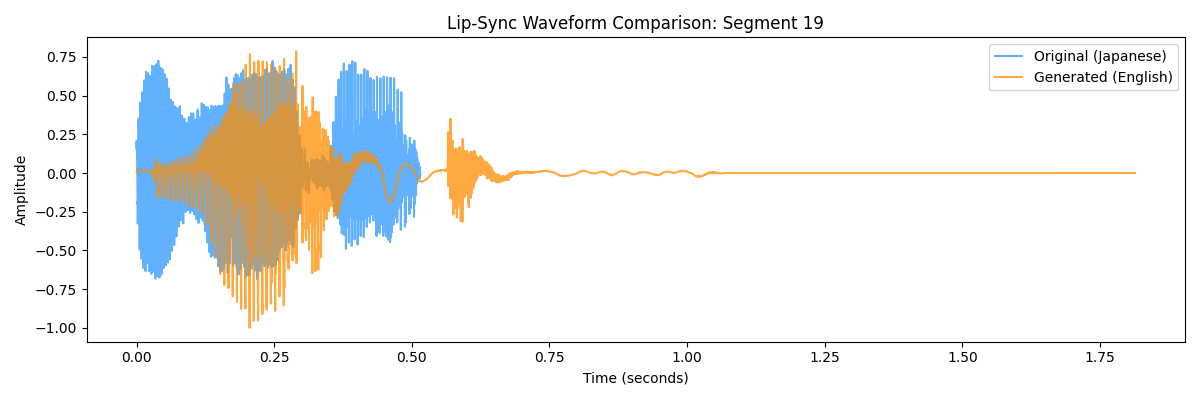 Lip-Sync Waveform Comparison: Segment 19
Original (Japanese)
Generated (English)
Amplitude
0.75
0.50
0.25
0.00
−0.25
−0.50
−0.75
−1.00
0.00 0.25 0.50 0.75 1.00 1.25 1.50 1.75
Time (seconds)